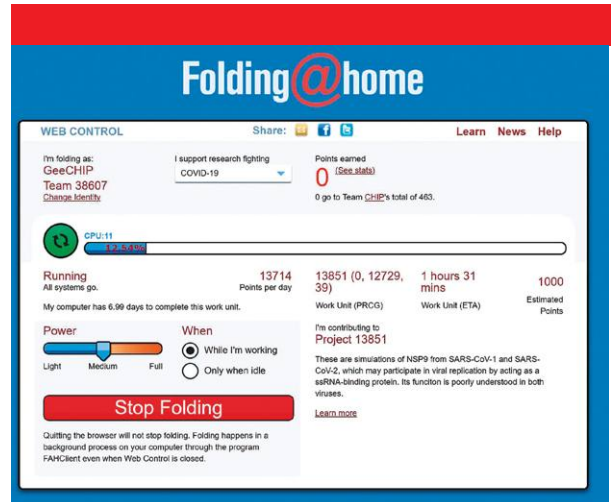 Folding@home
WEB CONTROL
Share:
Learn News Help
I'm folding as:
GeeCHIP
Team 38607
Change Identity
I support research fighting
COVID-19
Points earned
0 (See stats)
0 go to Team CHIP's total of 463.
CPU:11
12.54%
Running
All systems go.
13714
Points per day
My computer has 6.99 days to complete this work unit.
13851 (0, 12729,
39)
Work Unit (PRCG)
1 hours 31
mins
Work Unit (ETA)
1000
Estimated
Points
Power
Light Medium Full
When
While I'm working
Only when idle
Stop Folding
Quitting the browser will not stop folding. Folding happens in a
background process on your computer through the program
FAHClient even when Web Control is closed.
I'm contributing to
Project 13851
These are simulations of NSP9 from SARS-CoV-1 and SARS-
CoV-2, which may participate in viral replication by acting as a
ssRNA-binding protein. Its funciton is poorly understood in both
viruses.
Learn more